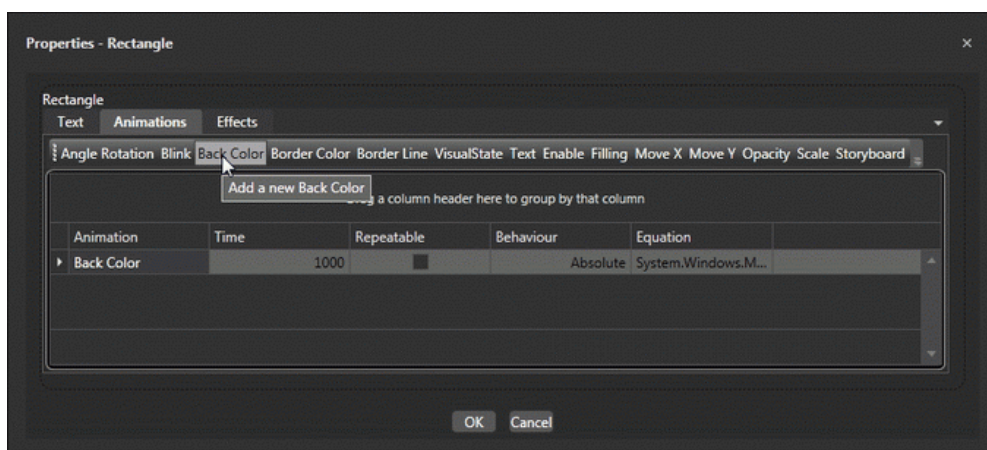 Properties - Rectangle
Rectangle
Text Animations Effects
Angle Rotation Blink Back Color Border Color Border Line VisualState Text Enable Filling Move X Move Y Opacity Scale Storyboard
Add a new Back Color
a column header here to group by that column
Animation Time Repeatable Behaviour Equation
Back Color 1000 Absolute System.Windows.M...
OK Cancel